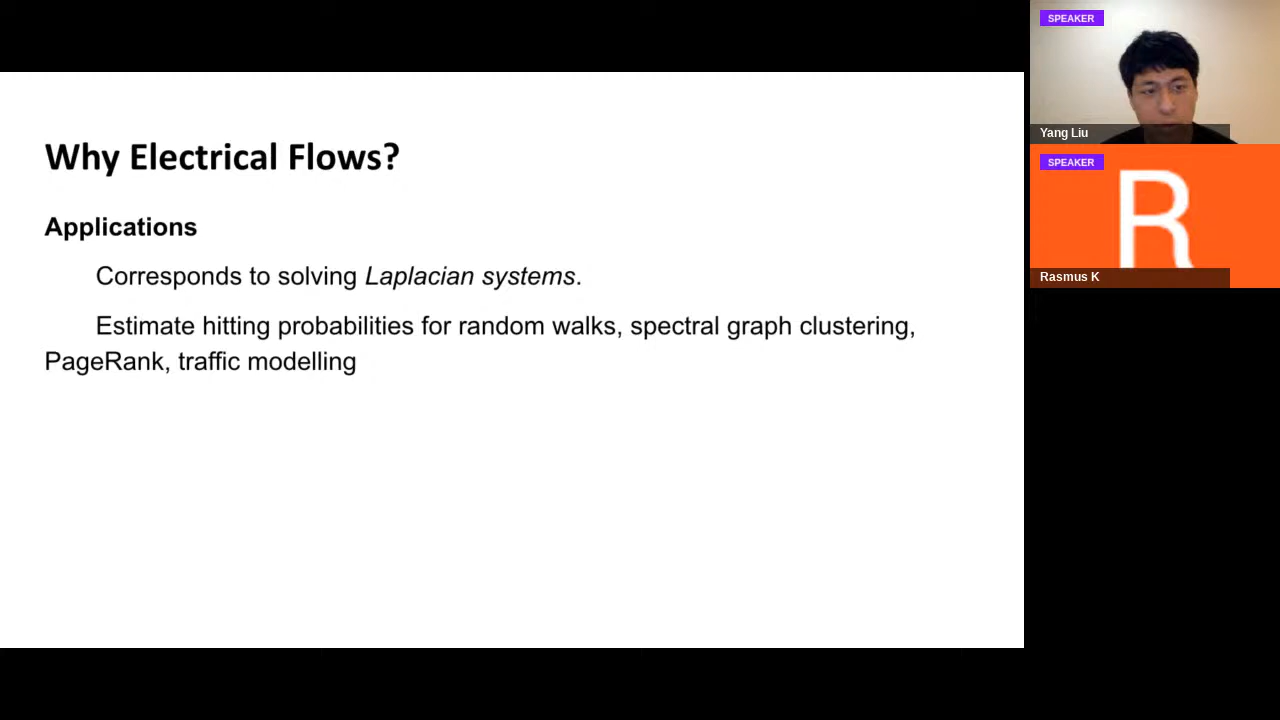 Why Electrical Flows?
Applications
Corresponds to solving Laplacian systems.
Estimate hitting probabilities for random walks, spectral graph clustering,
PageRank, traffic modelling
SPEAKER
Yang Liu
SPEAKER
R
Rasmus K